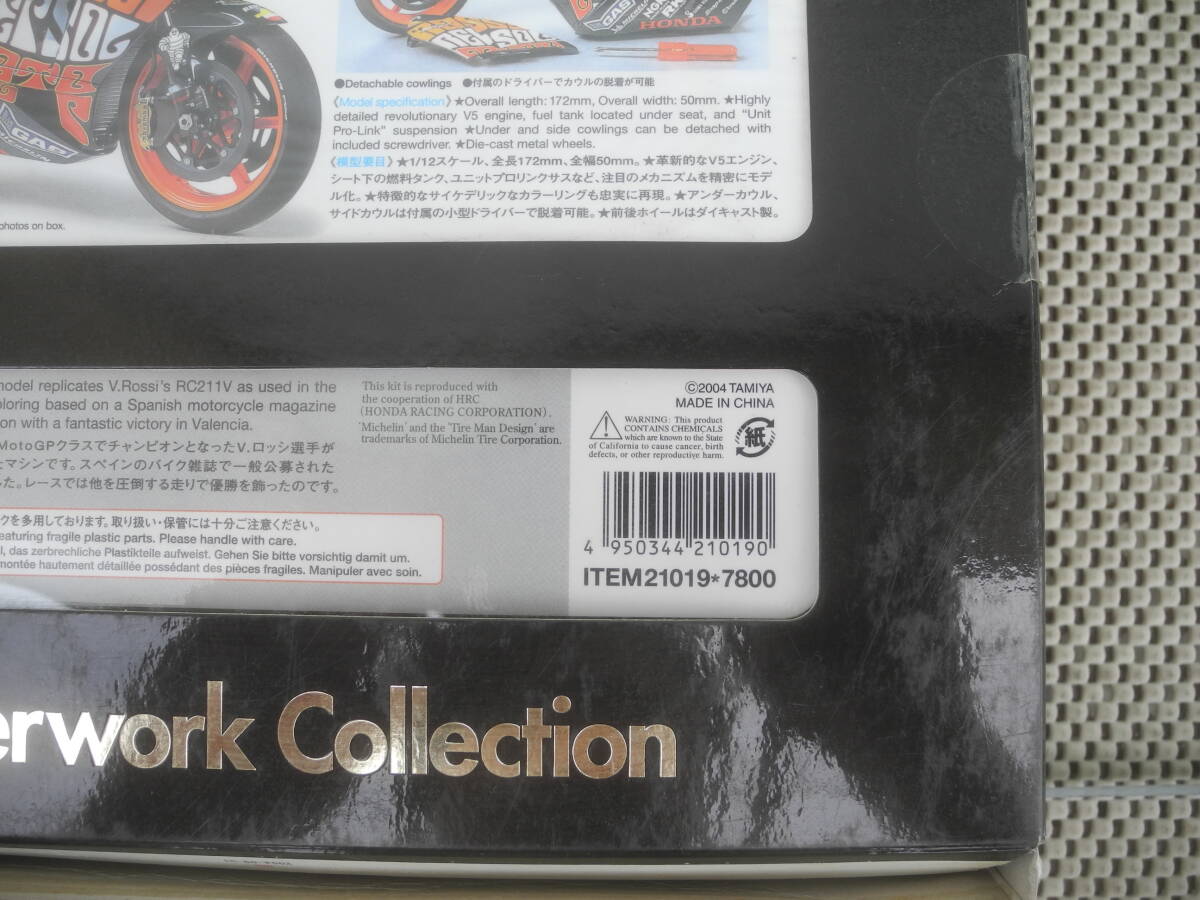 GASI
HONDA
●Detachable cowlings ●付属のドライバーでカウルの脱着が可能
《Model specification》★Overall length: 172mm, Overall width: 50mm. ★Highly
detailed revolutionary V5 engine, fuel tank located under seat, and "Unit
Pro-Link" suspension ★Under and side cowlings can be detached with
included screwdriver. ★Die-cast metal wheels.
《模型要目》★1/12スケール、全長172mm、全幅50mm。★革新的なV5エンジン、
シート下の燃料タンク、ユニットプロリンクサスなど、注目のメカニズムを精密にモデ
ル化。★特徴的なサイケデリックなカラーリングも忠実に再現。★アンダーカウル、
サイドカウルは付属の小型ドライバーで脱着可能。★前後ホイールはダイキャスト製。
photos on box.
GASI
model replicates V.Rossi's RC211V as used in the
oloring based on a Spanish motorcycle magazine
on with a fantastic victory in Valencia.
MotoGPクラスでチャンピオンとなったV.ロッシ選手が
たマシンです。スペインのバイク雑誌で一般公募された
した。レースでは他を圧倒する走りで優勝を飾ったのです。
This kit is reproduced with
the cooperation of HRC
(HONDA RACING CORPORATION).
'Michelin' and the 'Tire Man Design' are
trademarks of Michelin Tire Corporation.
©2004 TAMIYA
MADE IN CHINA
WARNING: This product
CONTAINS CHEMICALS
which are known to the State
of California to cause cancer, birth
defects, or other reproductive harm.
紙
クを多用しております。取り扱い・保管には十分ご注意ください。
eaturing fragile plastic parts. Please handle with care.
l, das zerbrechliche Plastikteile aufweist. Gehen Sie bitte vorsichtig damit um.
montée hautement détaillée possédant des pièces fragiles. Manipuler avec soin.
4 950344 210190
ITEM 21019★7800
erwork Collection